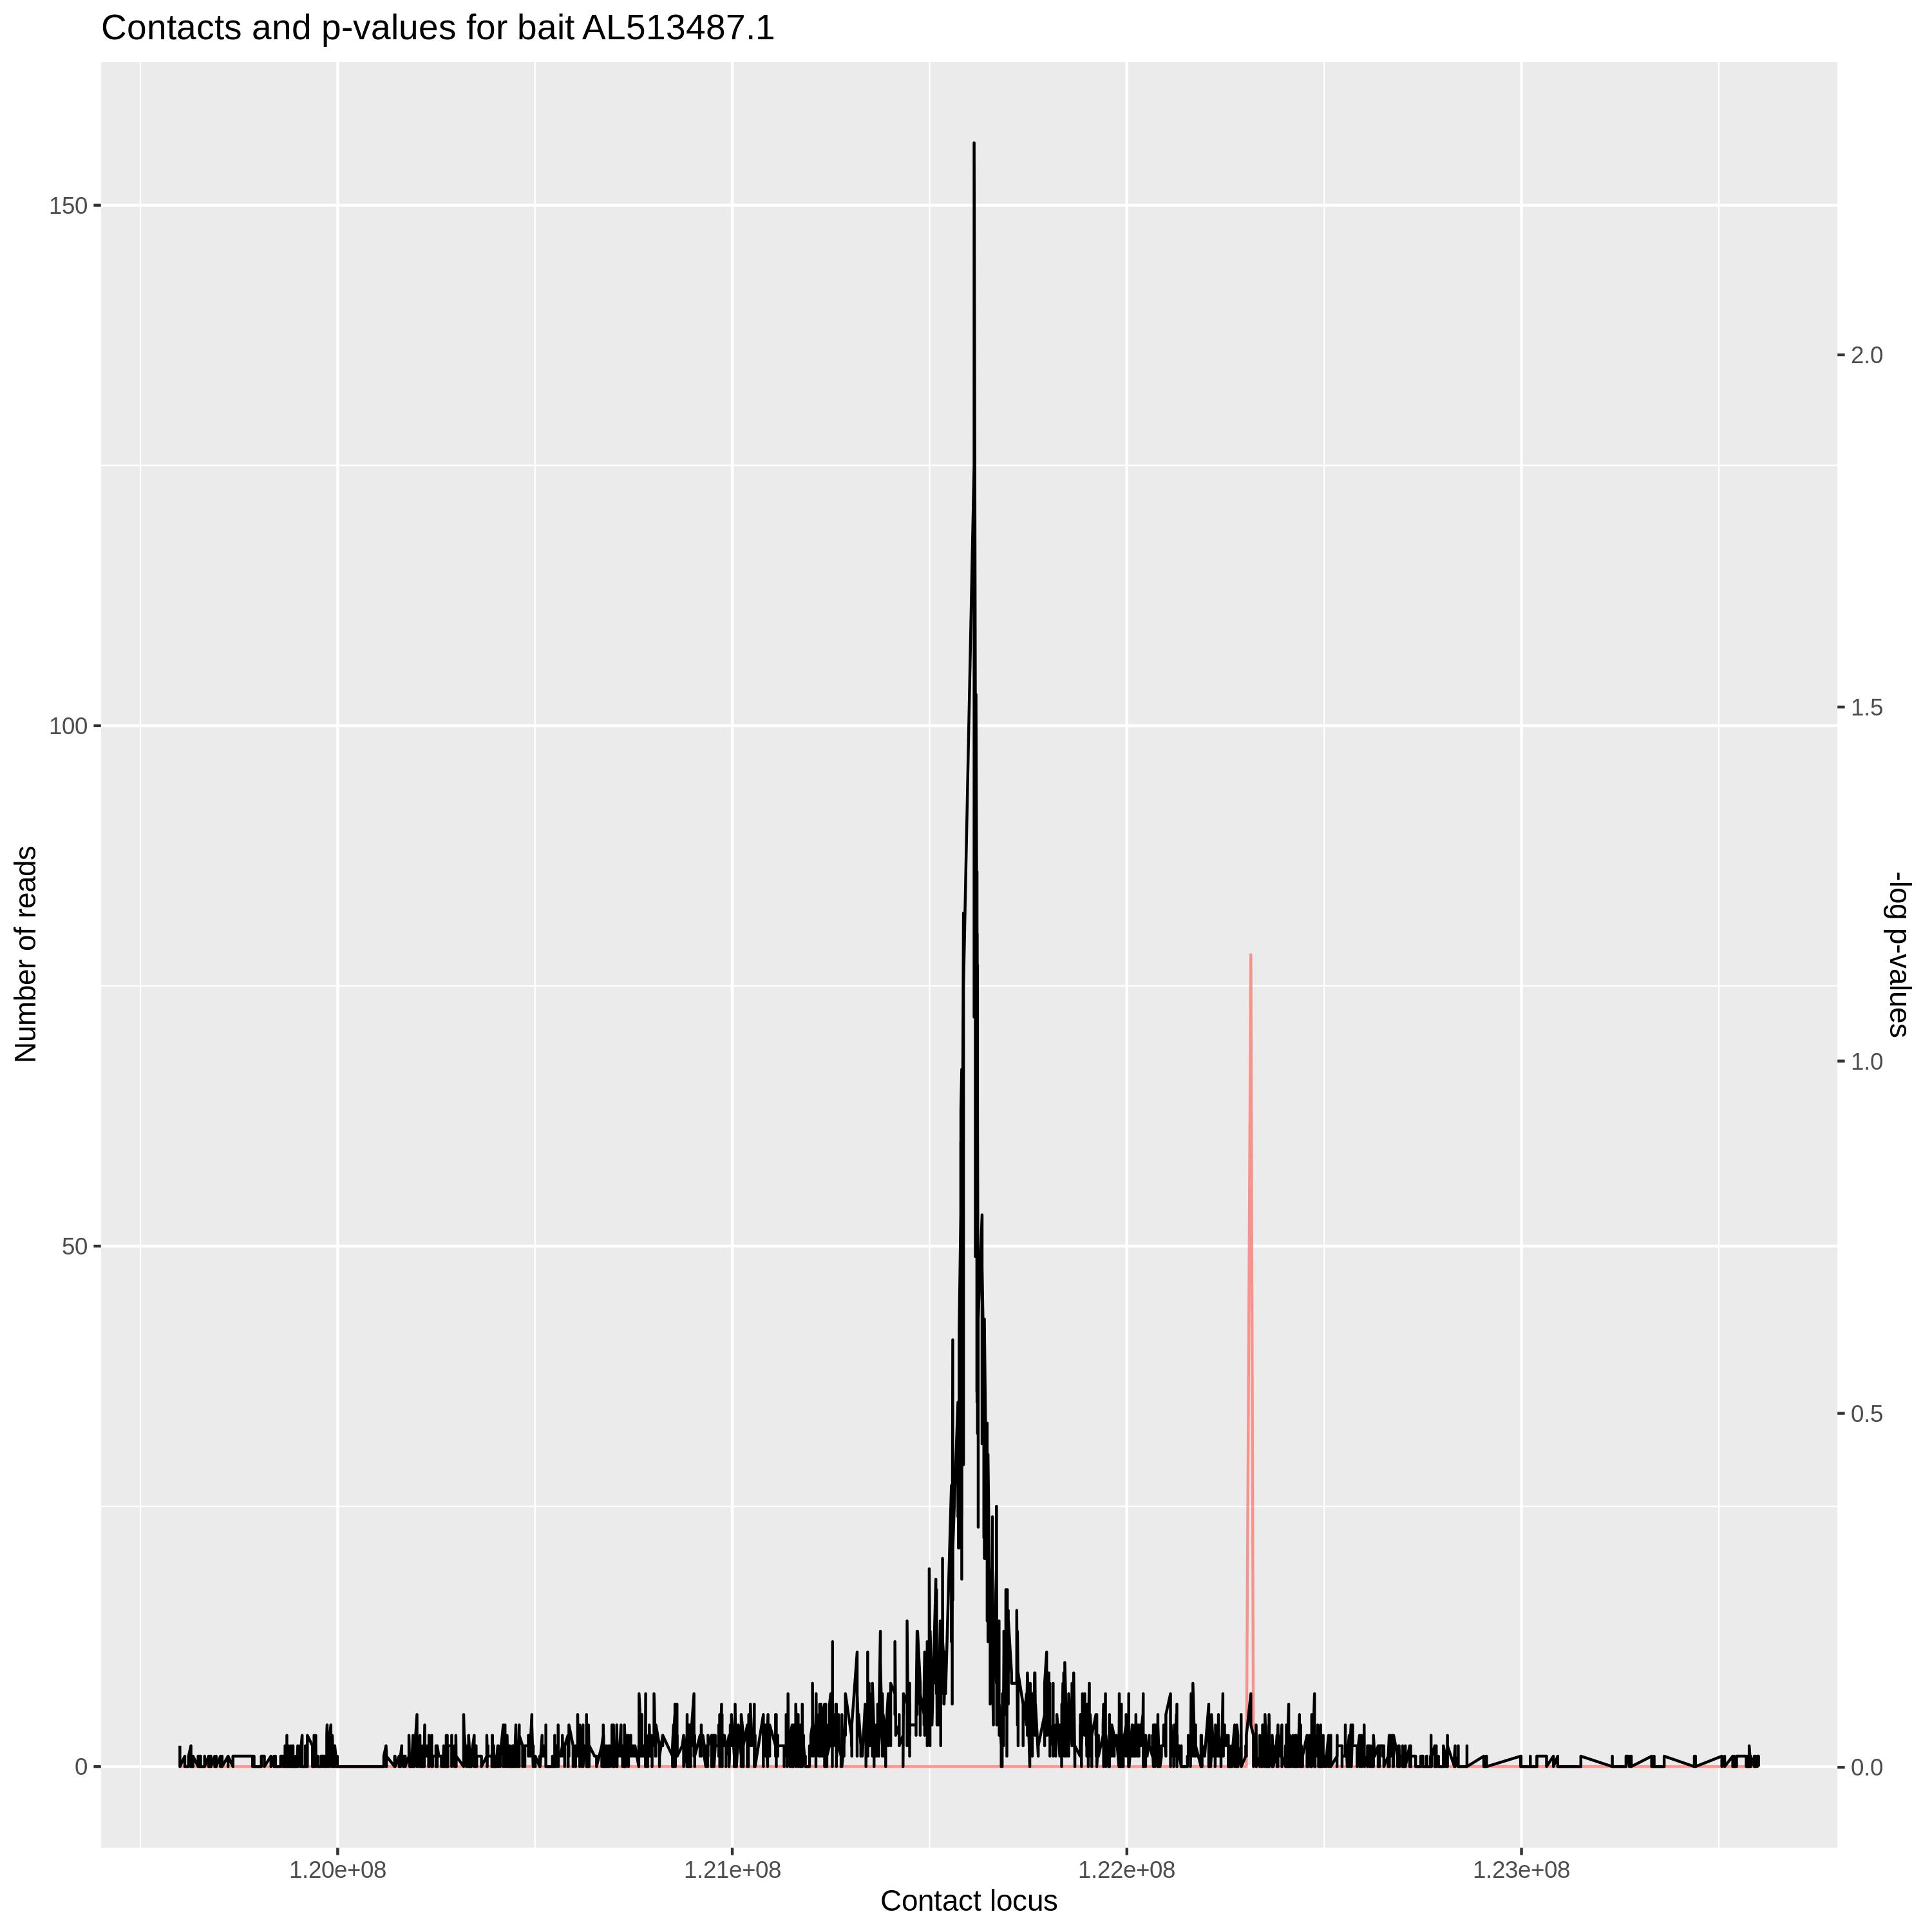 Contacts and p-values for bait AL513487.1
150
100
50
0
Number of reads
2.0
1.5
1.0
0.5
0.0
-log p-values
1.20e+08
1.21e+08
1.22e+08
1.23e+08
Contact locus